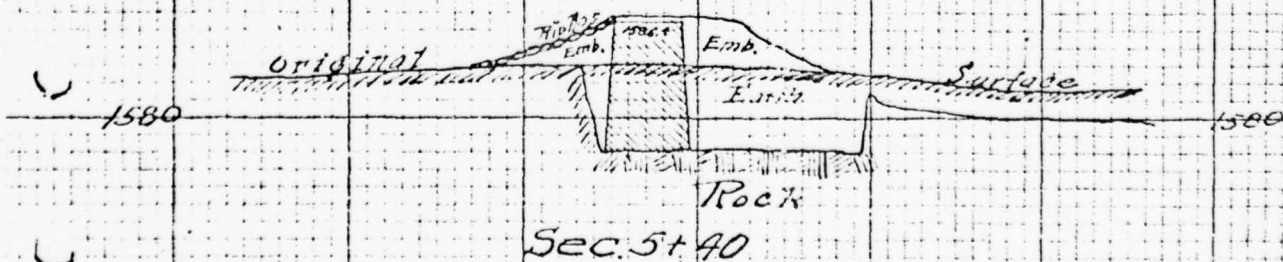 Rip Rap
Emb.
1586.4
Emb.
Original
Surface
Earth
1580
1580
Rock
Sec. 5+40